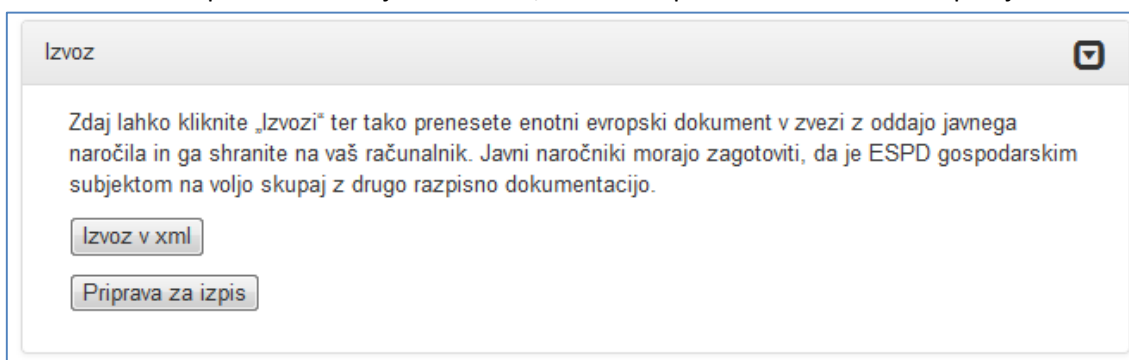 Izvoz
Zdaj lahko kliknite „Izvozi“ ter tako prenesete enotni evropski dokument v zvezi z oddajo javnega
naročila in ga shranite na vaš računalnik. Javni naročniki morajo zagotoviti, da je ESPD gospodarskim
subjektom na voljo skupaj z drugo razpisno dokumentacijo.
Izvoz v xml
Priprava za izpis